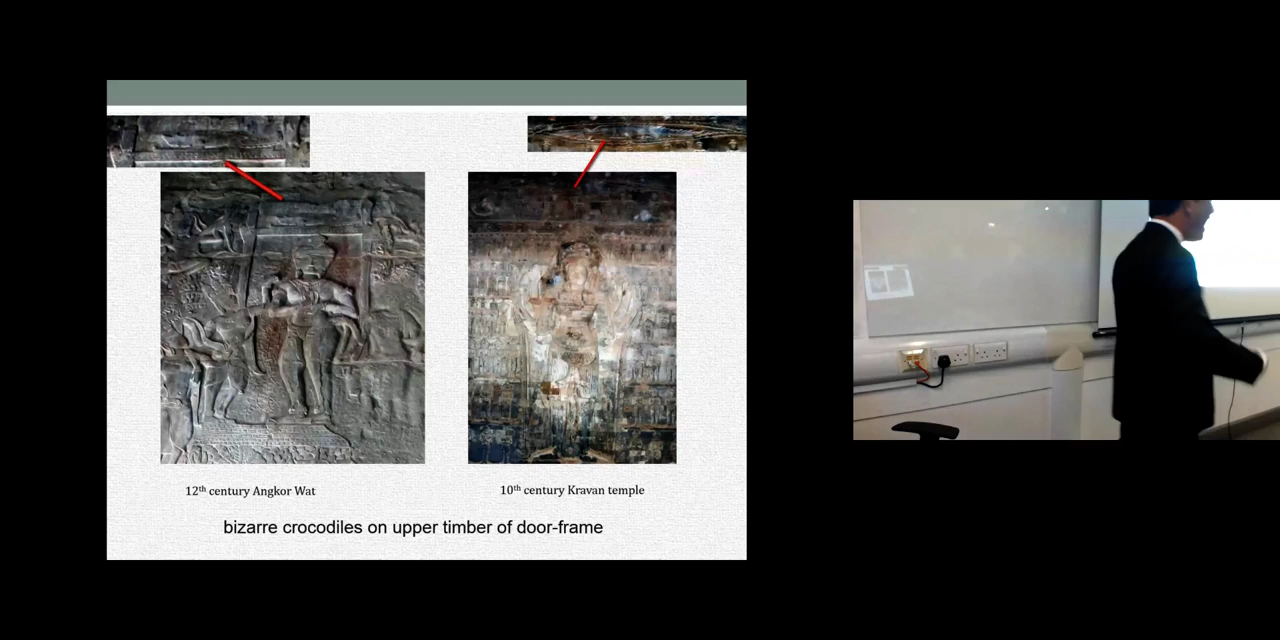 12th century Angkor Wat
10th century Kravan temple
bizarre crocodiles on upper timber of door-frame